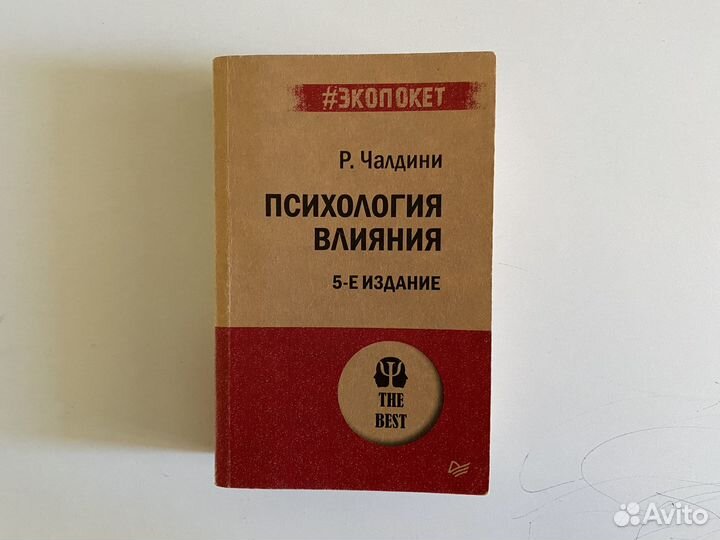 #ЭКОПОКЕТ
Р. Чалдини
ПСИХОЛОГИЯ
ВЛИЯНИЯ
5-Е ИЗДАНИЕ
Ψ
THE
BEST
Avito